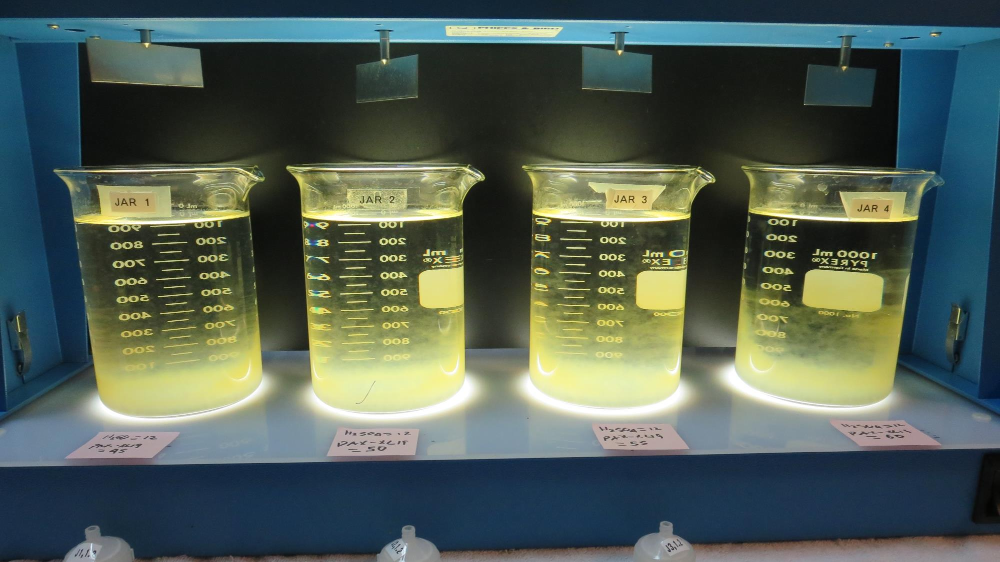 PHIPPS & BIRD
JAR 1
JAR 2
JAR 3
JAR 4
900 100
800 200
700 300
600 400
500 500
400 600
300 700
200 800
100 900
100
200
300
400
500
600
700
800
900
mL
100
200
300
400
500
600
700
800
900
mL
100
200
300
400
500
600
700
800
900
1000 mL
PYREX®
Made in Germany
No. 1000
= 12
= 45
H2SO4 = 12
PAX-XL19
= 50
H2SO4 = 12
PAX-XL19
= 55
H2SO4 = 12
PAX-XL19
= 60
J1,1.2
J3,1.2